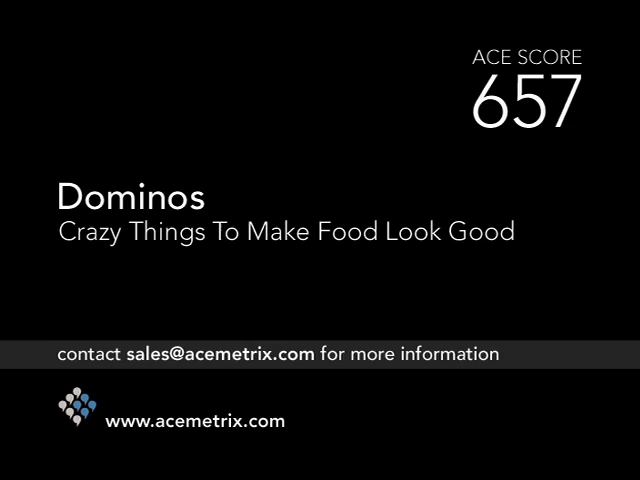 ACE SCORE
657
Dominos
Crazy Things To Make Food Look Good
contact sales@acemetrix.com for more information
www.acemetrix.com